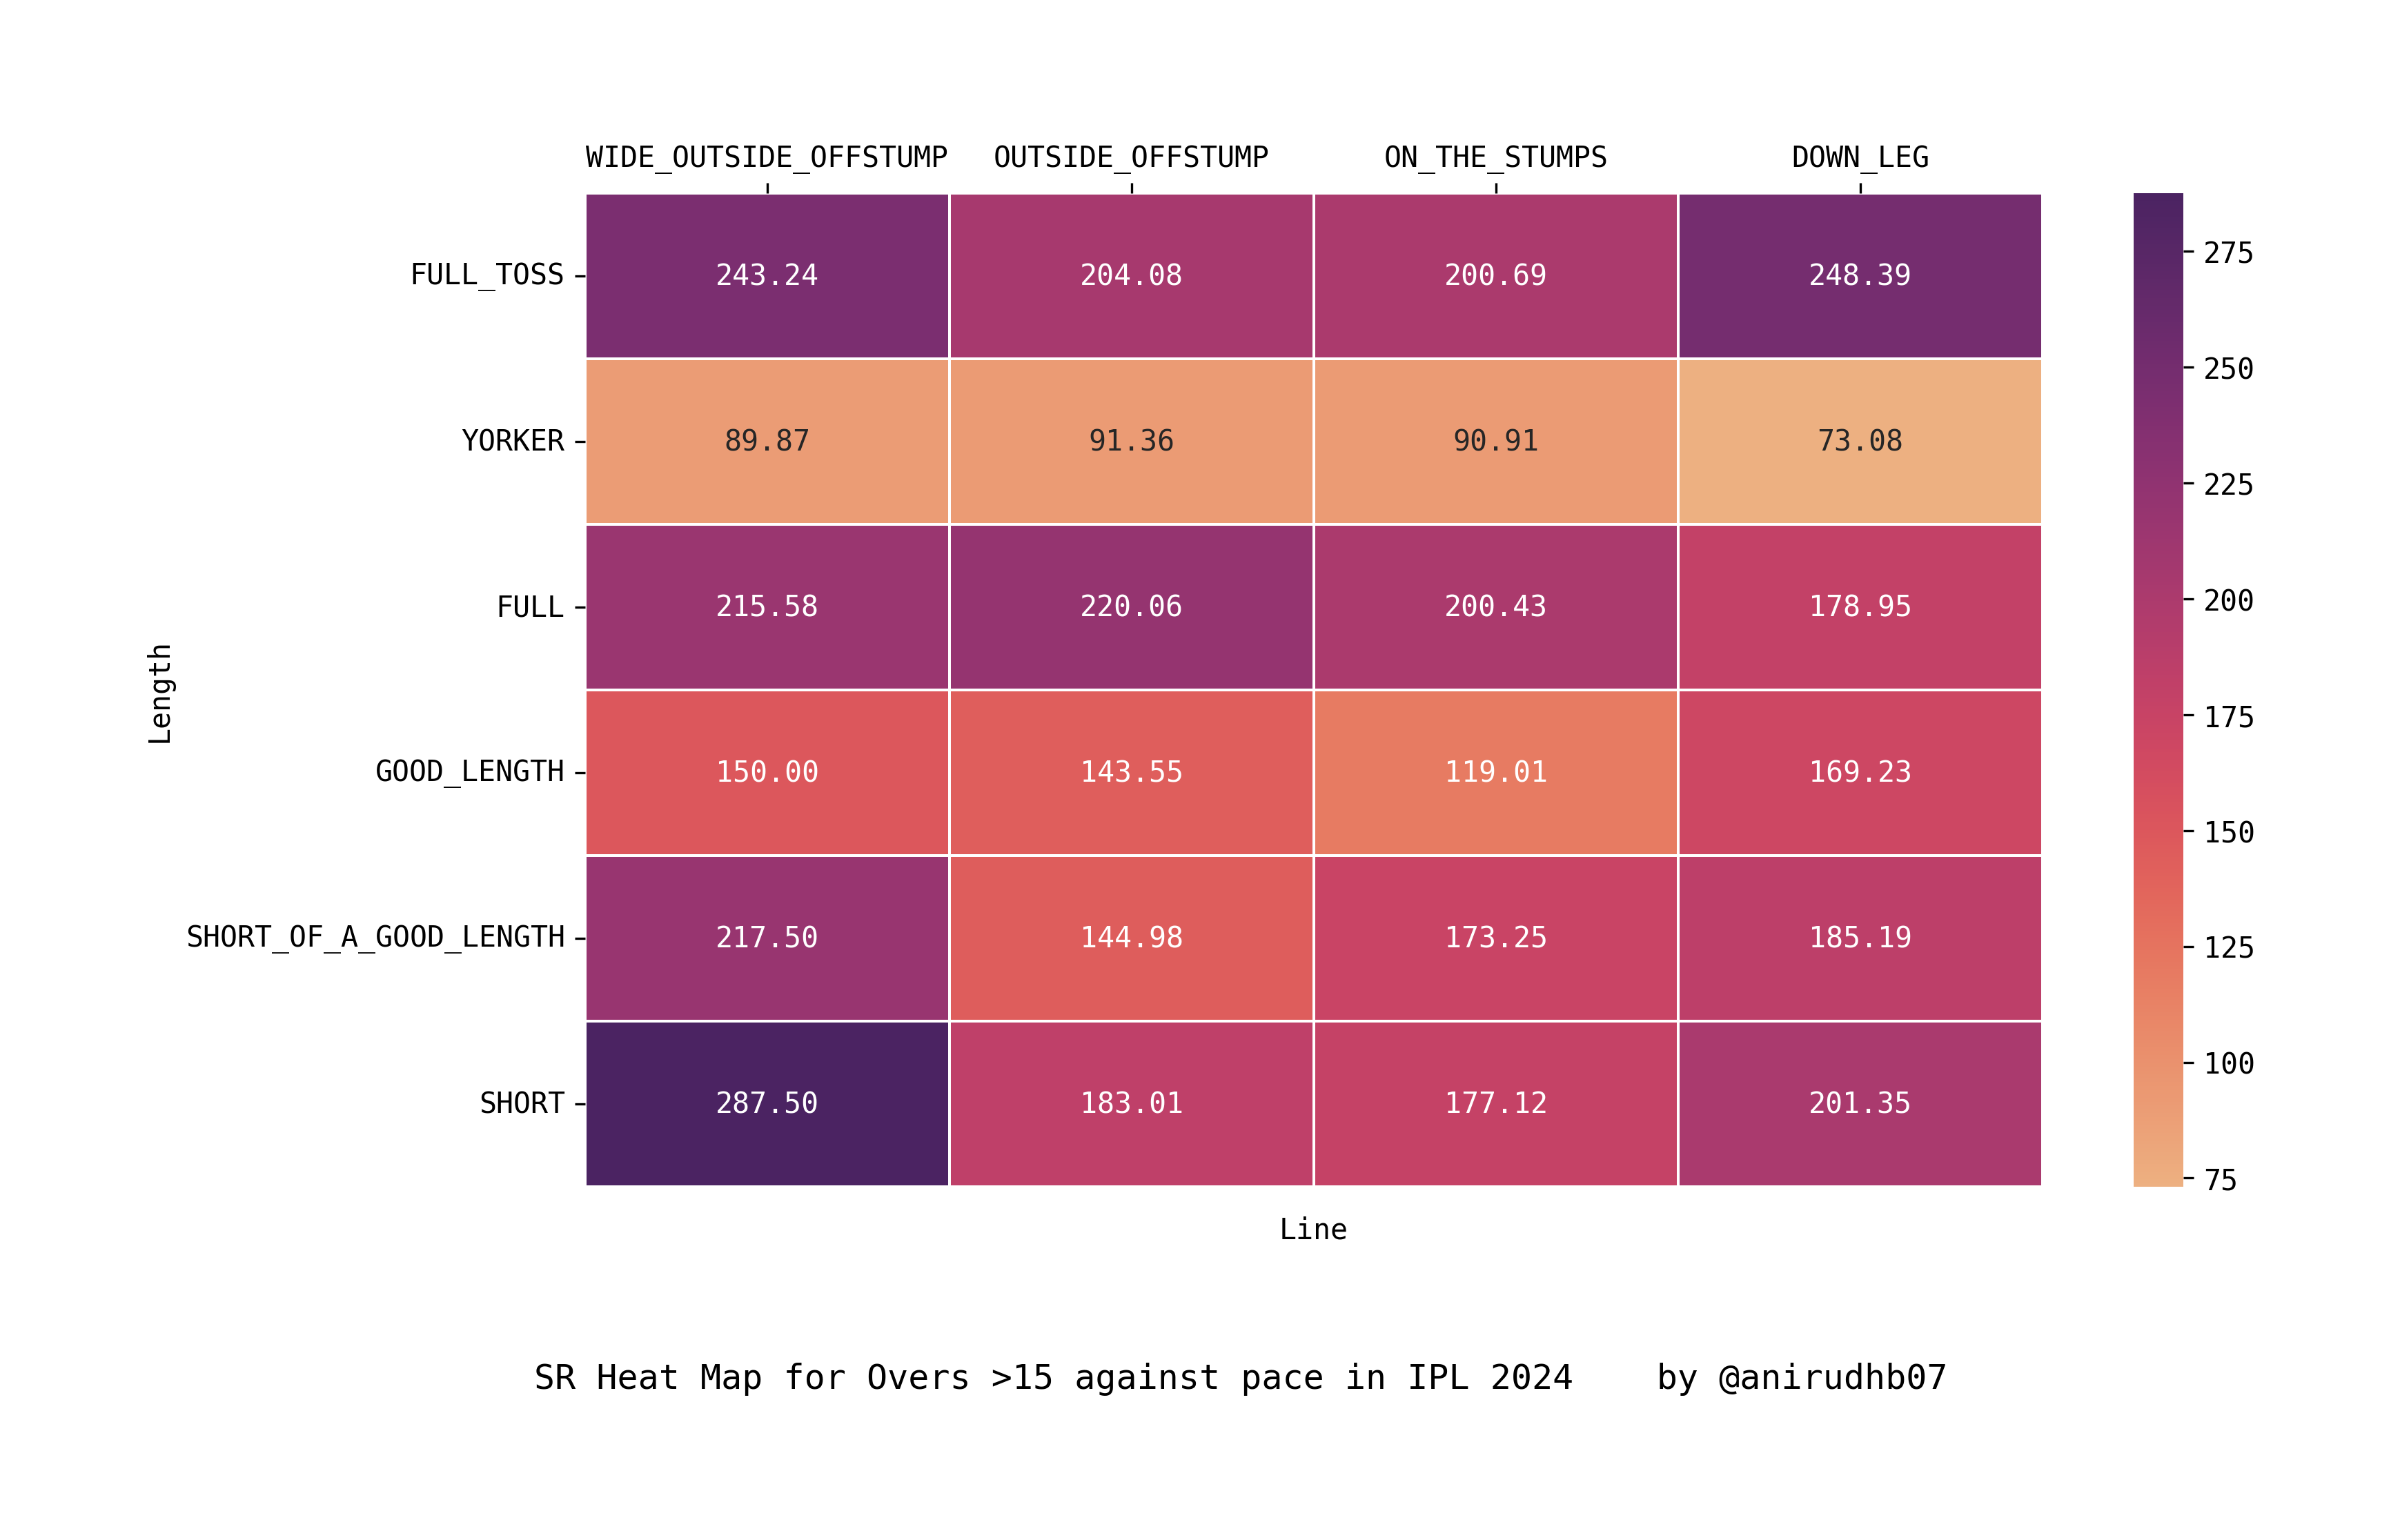 WIDE_OUTSIDE_OFFSTUMP OUTSIDE_OFFSTUMP ON_THE_STUMPS DOWN_LEG
FULL_TOSS 243.24 204.08 200.69 248.39
YORKER 89.87 91.36 90.91 73.08
FULL 215.58 220.06 200.43 178.95
GOOD_LENGTH 150.00 143.55 119.01 169.23
SHORT_OF_A_GOOD_LENGTH 217.50 144.98 173.25 185.19
SHORT 287.50 183.01 177.12 201.35
Length
Line
275
250
225
200
175
150
125
100
75
SR Heat Map for Overs >15 against pace in IPL 2024 by @anirudhb07